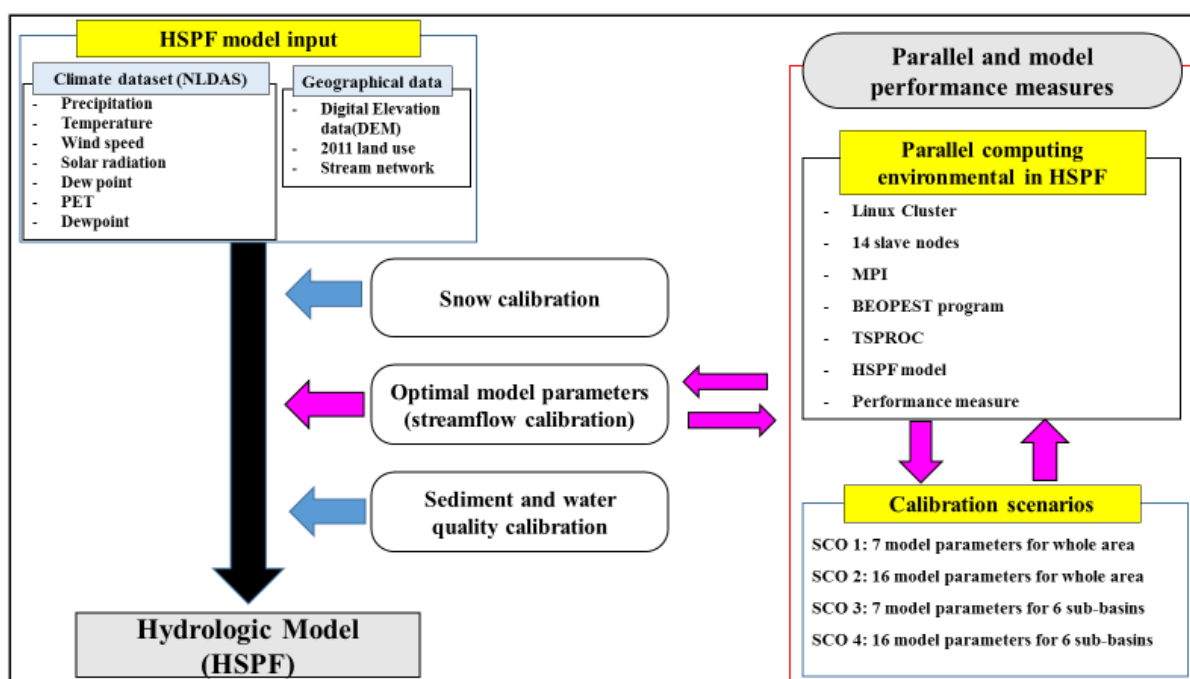 HSPF model input
Climate dataset (NLDAS)
- Precipitation
- Temperature
- Wind speed
- Solar radiation
- Dew point
- PET
- Dewpoint
Geographical data
- Digital Elevation
data(DEM)
- 2011 land use
- Stream network
Snow calibration
Optimal model parameters
(streamflow calibration)
Sediment and water
quality calibration
Hydrologic Model
(HSPF)
Parallel and model
performance measures
Parallel computing
environmental in HSPF
- Linux Cluster
- 14 slave nodes
- MPI
- BEOPEST program
- TSPROC
- HSPF model
- Performance measure
Calibration scenarios
SCO 1: 7 model parameters for whole area
SCO 2: 16 model parameters for whole area
SCO 3: 7 model parameters for 6 sub-basins
SCO 4: 16 model parameters for 6 sub-basins